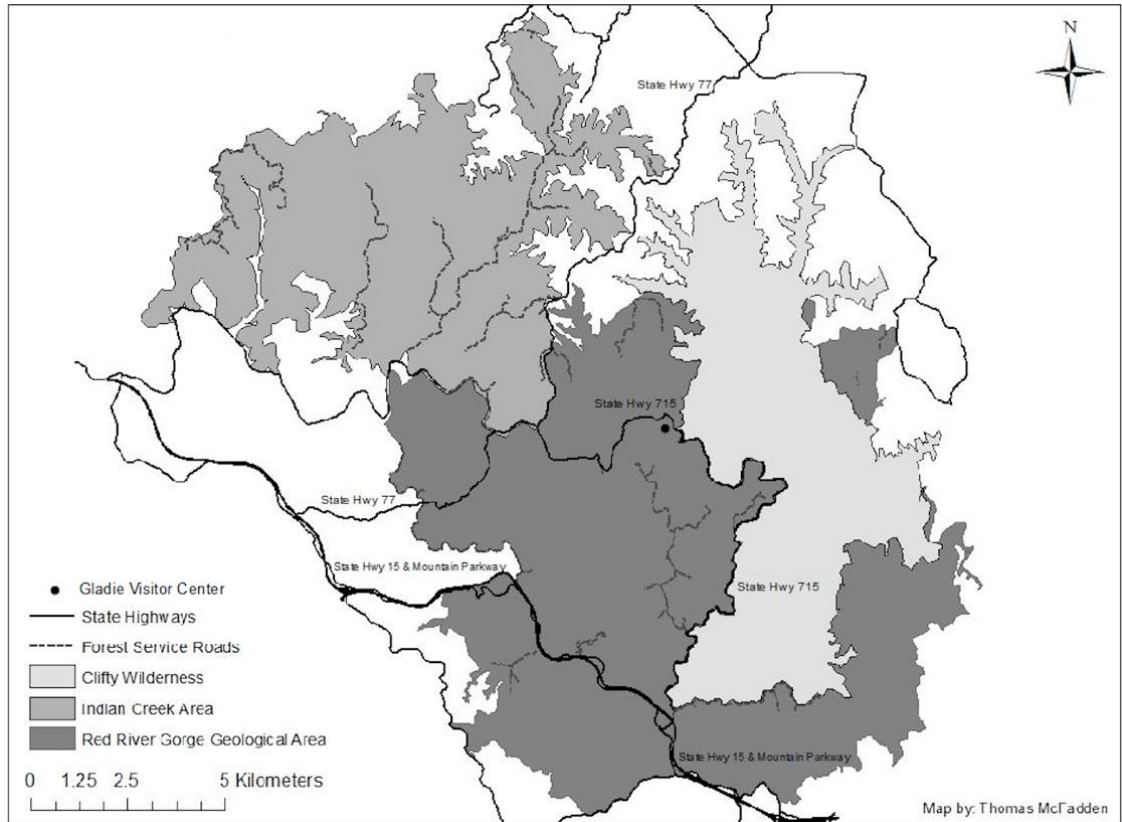 N
State Hwy 77
State Hwy 715
State Hwy 77
State Hwy 15 & Mountain Parkway
State Hwy 715
State Hwy 15 & Mountain Parkway
Gladie Visitor Center
State Highways
Forest Service Roads
Clifty Wilderness
Indian Creek Area
Red River Gorge Geological Area
0 1.25 2.5 5 Kilometers
Map by: Thomas McFadden